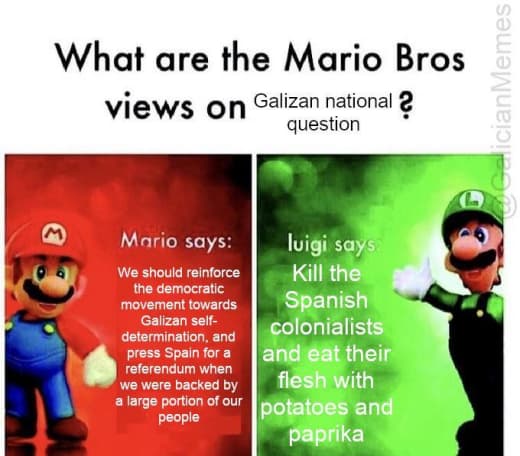 What are the Mario Bros
views on Galizan national question?
Mario says:
We should reinforce
the democratic
movement towards
Galizan self-
determination, and
press Spain for a
referendum when
we were backed by
a large portion of our
people
luigi says:
Kill the
Spanish
colonialists
and eat their
flesh with
potatoes and
paprika
M
L
@GalicianMemes